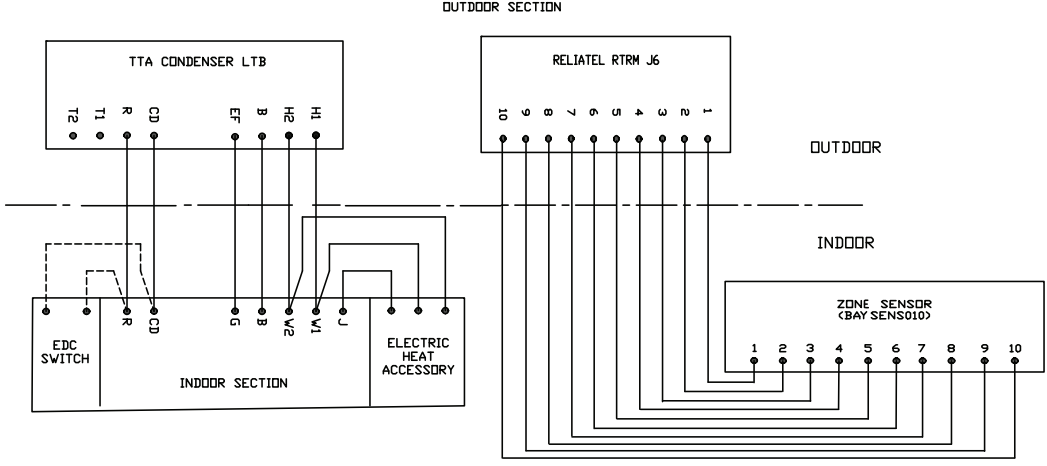 OUTDOOR SECTION
TTA CONDENSER LTB
T2 T1 R CD EF B H2 H1
RELIATEL RTRM J6
10 9 8 7 6 5 4 3 2 1
OUTDOOR
INDOOR
R CD G B W2 W1 J
EDC
SWITCH
INDOOR SECTION
ELECTRIC
HEAT
ACCESSORY
ZONE SENSOR
(BAYSENS010)
1 2 3 4 5 6 7 8 9 10